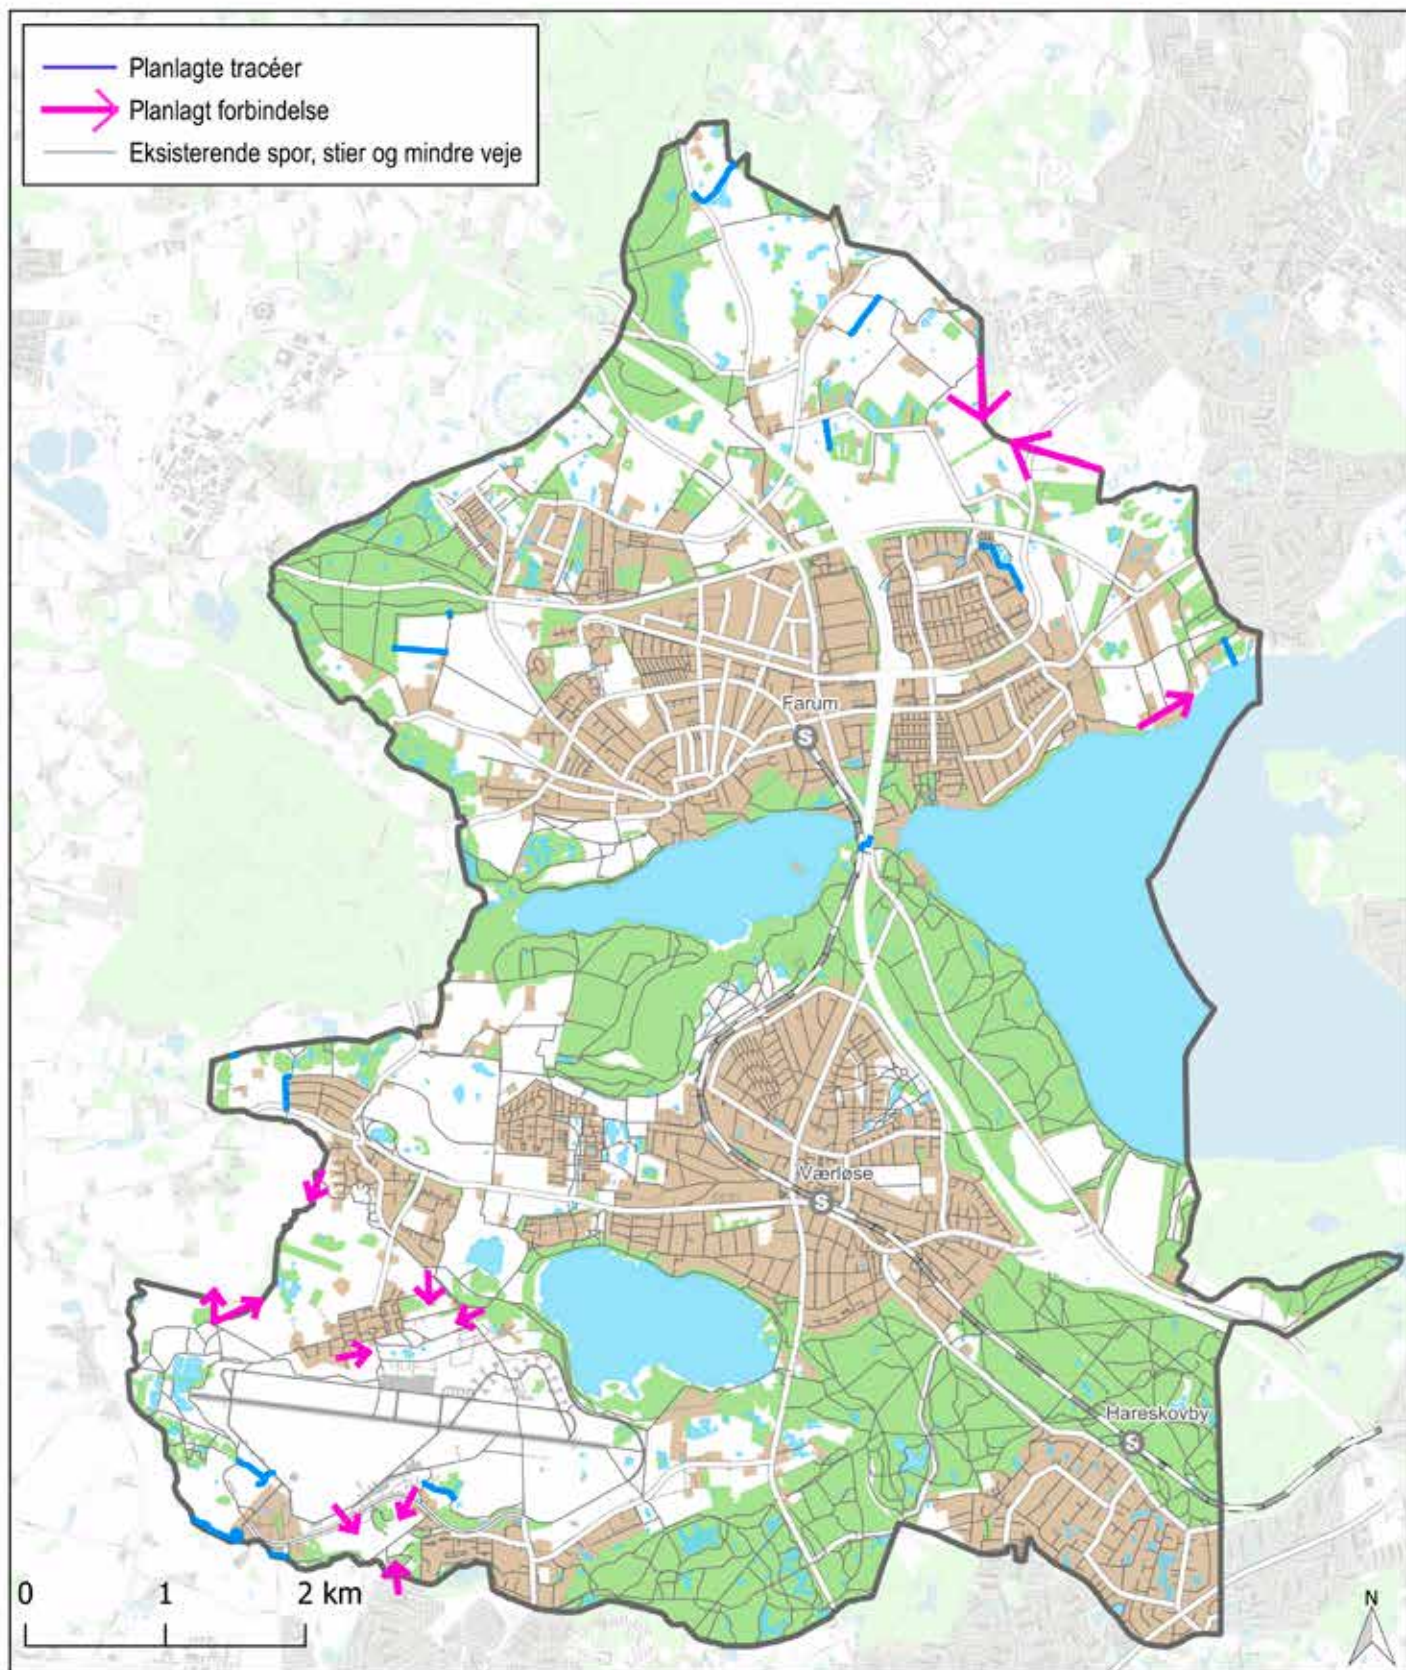 Planlagte tracéer
Planlagt forbindelse
Eksisterende spor, stier og mindre veje
Farum
S
Værløse
S
Hareskovby
S
0 1 2 km
N